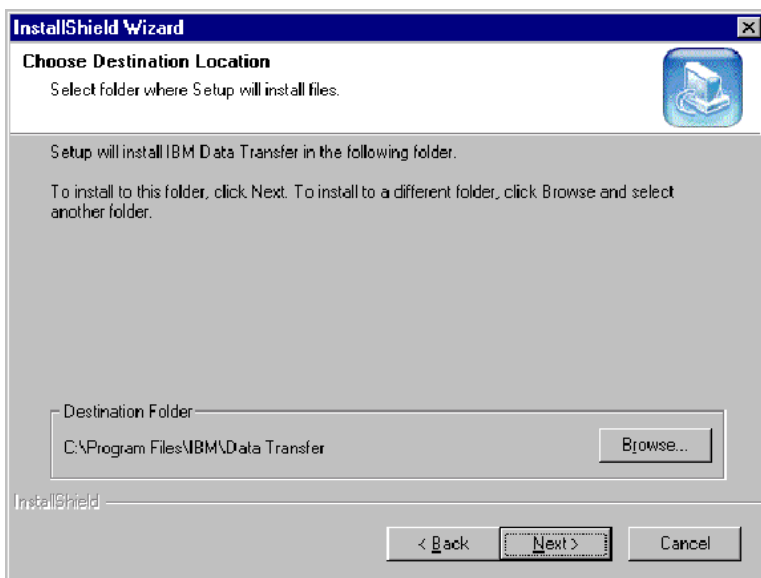 InstallShield Wizard
Choose Destination Location
Select folder where Setup will install files.
Setup will install IBM Data Transfer in the following folder.
To install to this folder, click Next. To install to a different folder, click Browse and select
another folder.
Destination Folder
C:\Program Files\IBM\Data Transfer
Browse...
InstallShield
< Back
Next >
Cancel